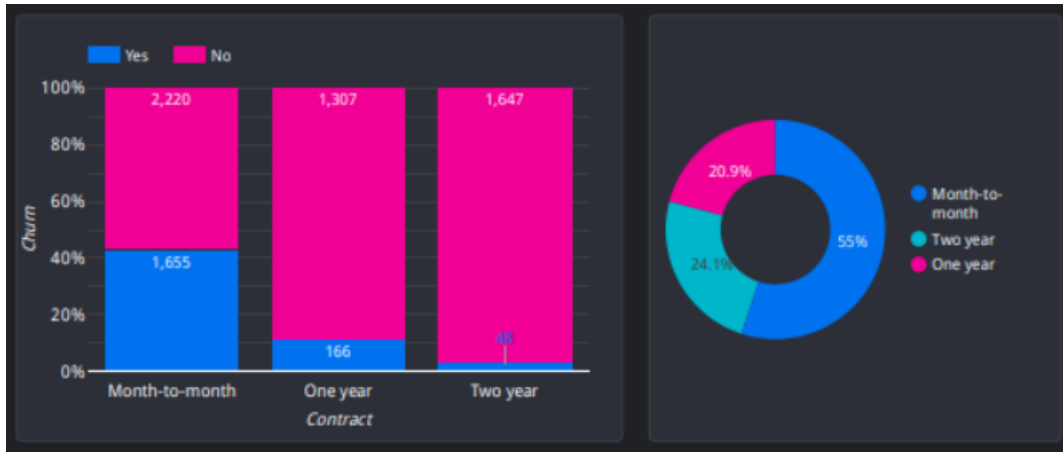 Yes No
100%
2,220 1,307 1,647
80%
60%
Churn
40%
1,655
20%
48
166
0%
Month-to-month One year Two year
Contract
20.9%
55%
24.1%
Month-to-
month
Two year
One year